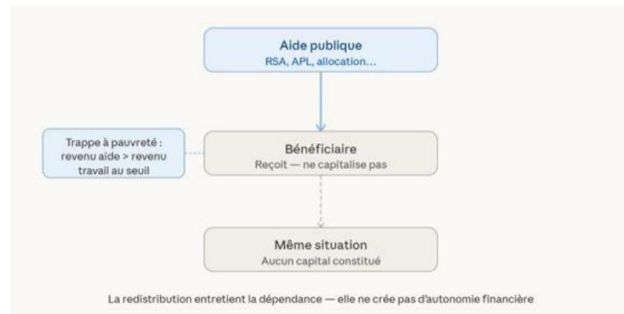 Aide publique
RSA, APL, allocation...
Trappe à pauvreté :
revenu aide > revenu
travail au seuil
Bénéficiaire
Reçoit — ne capitalise pas
Même situation
Aucun capital constitué
La redistribution entretient la dépendance — elle ne crée pas d'autonomie financière